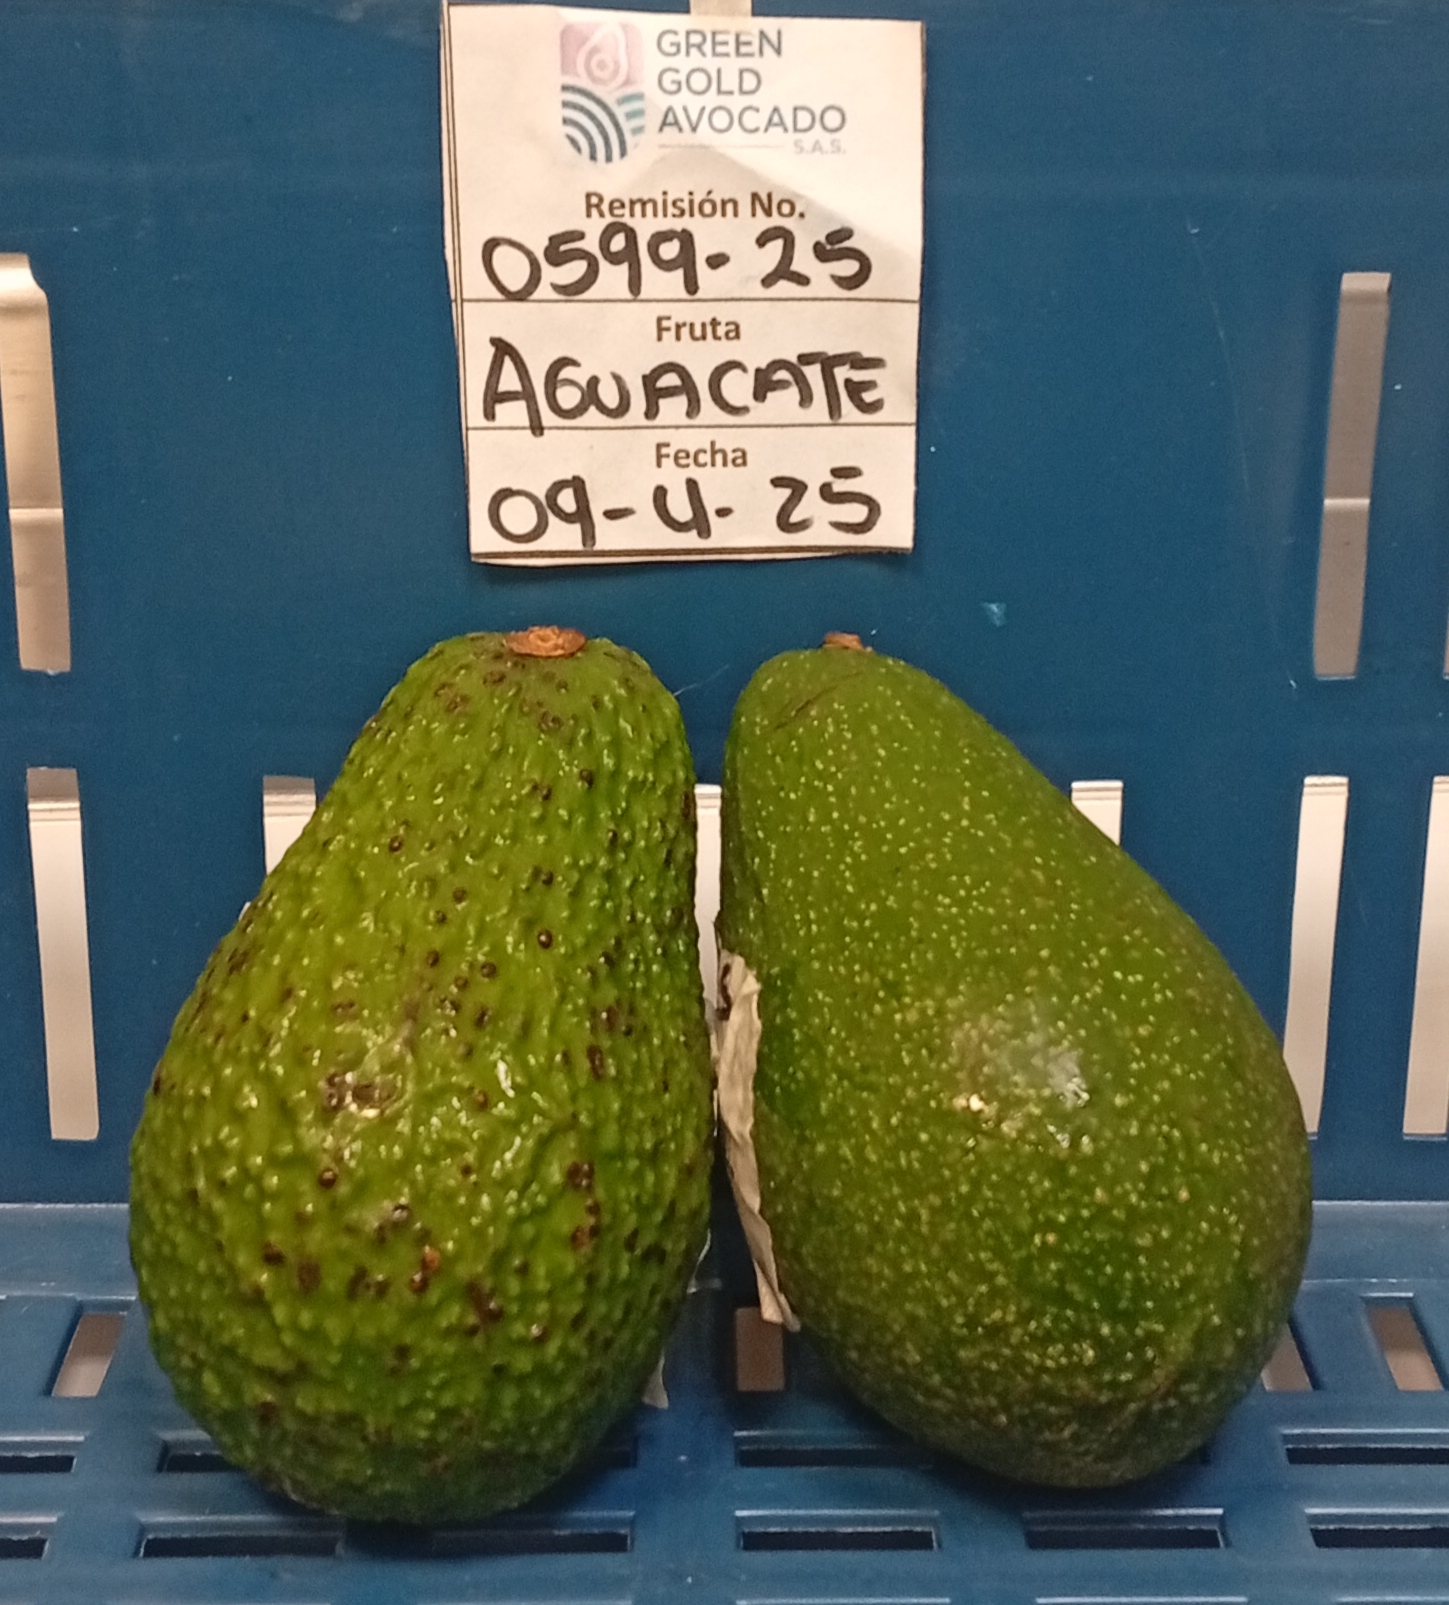 GREEN
GOLD
AVOCADO
S.A.S.
Remisión No.
0599-25
Fruta
AGUACATE
Fecha
09-4-25